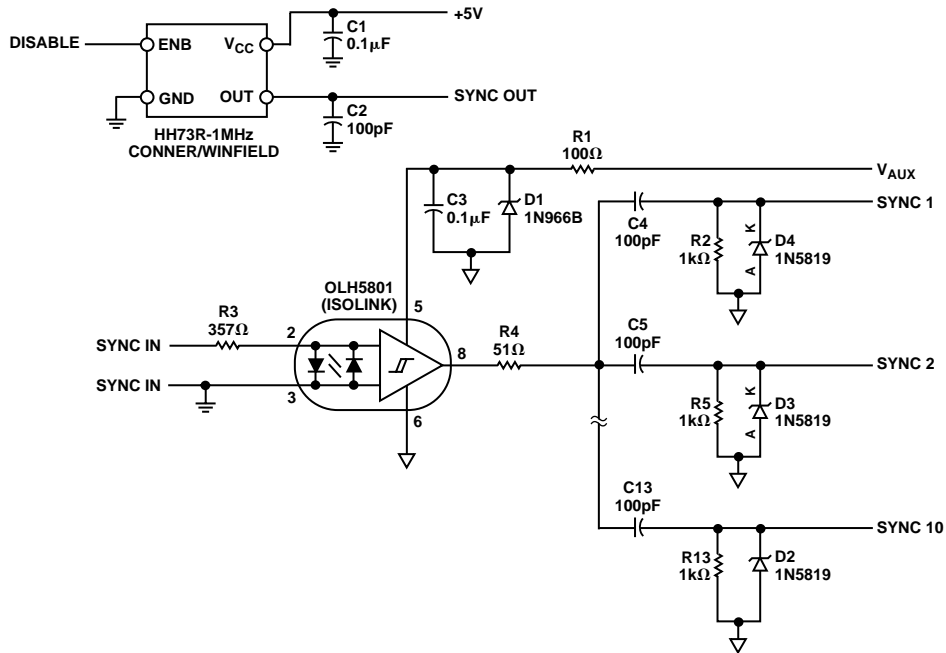 +5V
C1
0.1µF
DISABLE
ENB
VCC
GND
OUT
SYNC OUT
C2
100pF
HH73R-1MHz
CONNER/WINFIELD
R1
100Ω
VAUX
C3
0.1µF
D1
1N966B
SYNC 1
C4
100pF
R2
1kΩ
K
A
D4
1N5819
OLH5801
(ISOLINK)
5
R3
357Ω
2
SYNC IN
SYNC IN
3
8
6
R4
51Ω
C5
100pF
SYNC 2
R5
1kΩ
K
A
D3
1N5819
C13
100pF
SYNC 10
R13
1kΩ
D2
1N5819